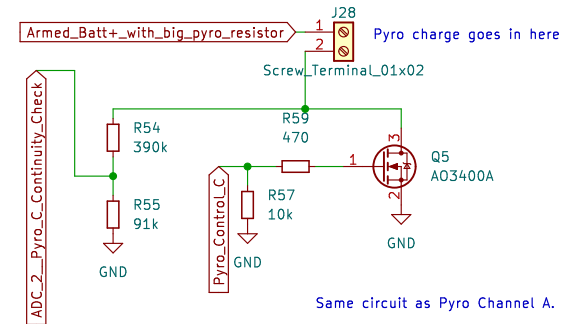 J28
Armed_Batt+_with_big_pyro_resistor
1
2
Pyro charge goes in here
Screw_Terminal_01x02
ADC_2__Pyro_C_Continuity_Check
R54
390k
R59
470
3
1
Q5
AO3400A
2
R55
91k
Pyro_Control_C
R57
10k
GND
GND
GND
Same circuit as Pyro Channel A.